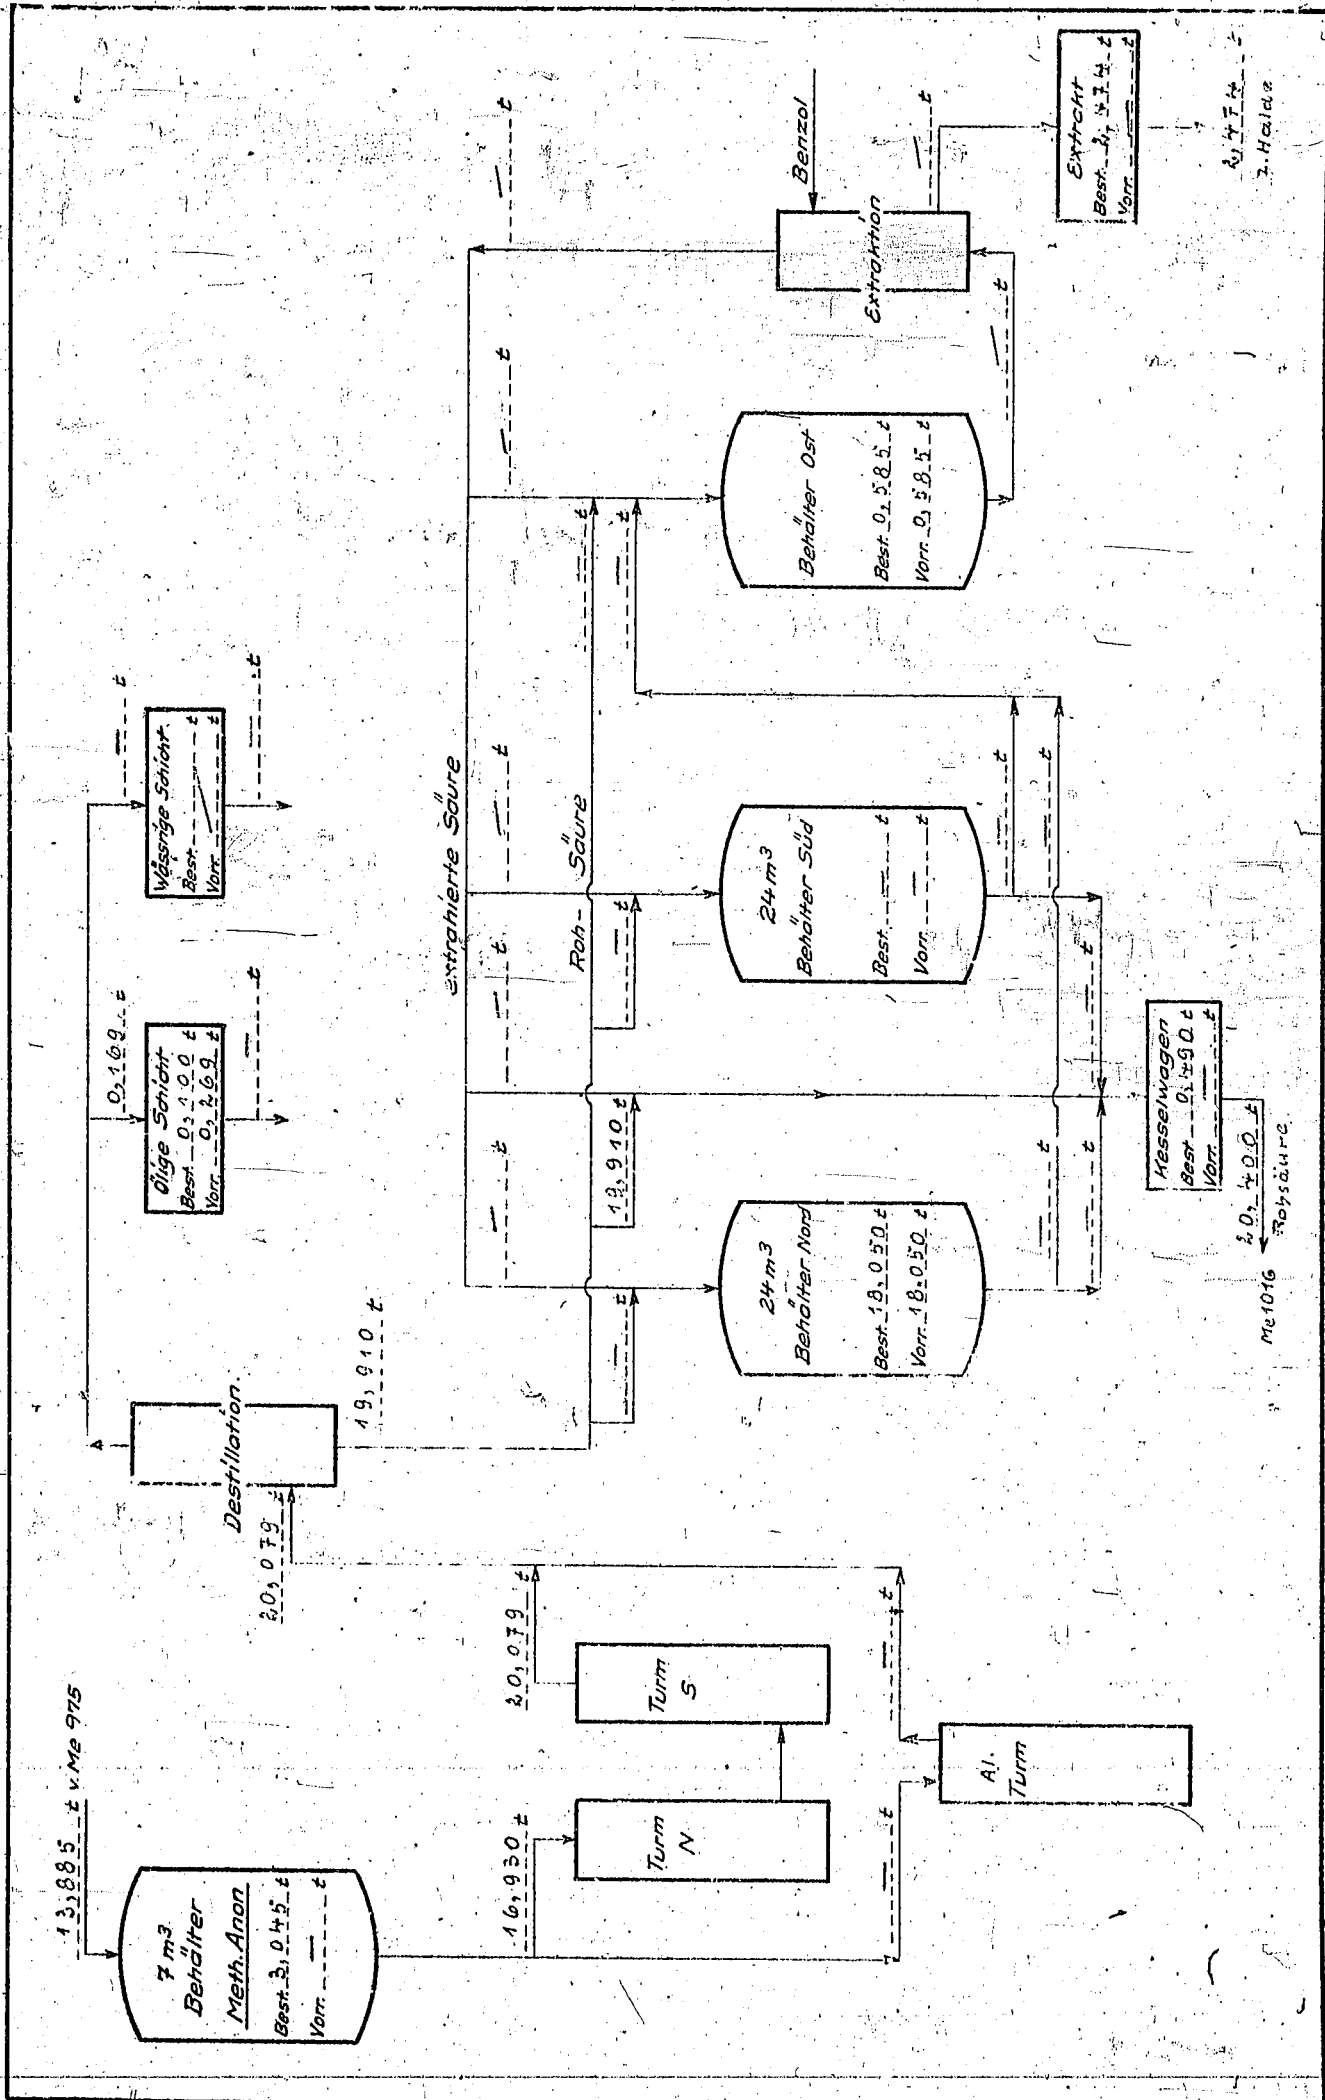 13,885 t v. Me 975
7 m3
Behälter
Meth. Anon
Best. 3,045 t
Vorr. — t
16,930 t
Turm
N
Turm
S
20,079 t
— t
— t
Al.
Turm
20,079 t
Destillation.
19,910 t
0,169 t
Ölige Schicht
Best. 0,100 t
Vorr. 0,269 t
— t
— t
Wässrige Schicht.
Best. t
Vorr. t
— t
extrahierte Säure
— t
— t
— t
— t
— t
Roh- Säure
t
— t
19,910 t
— t
— t
24 m3
Behälter Nord
Best. 18,050 t
Vorr. 18,050 t
24 m3
Behälter Süd
Best. — t
Vorr. — t
Behälter Ost
Best. 0,585 t
Vorr. 0,585 t
Benzol
Extraktion
— t
— t
Extrakt
Best. 2,474 t
Vorr. — t
2,474 t
z. Halde
— t
— t
— t
— t
— t
Kesselwagen
Best. 0,490 t
Vorr. — t
20,400 t
Me 1016
Rohsäure